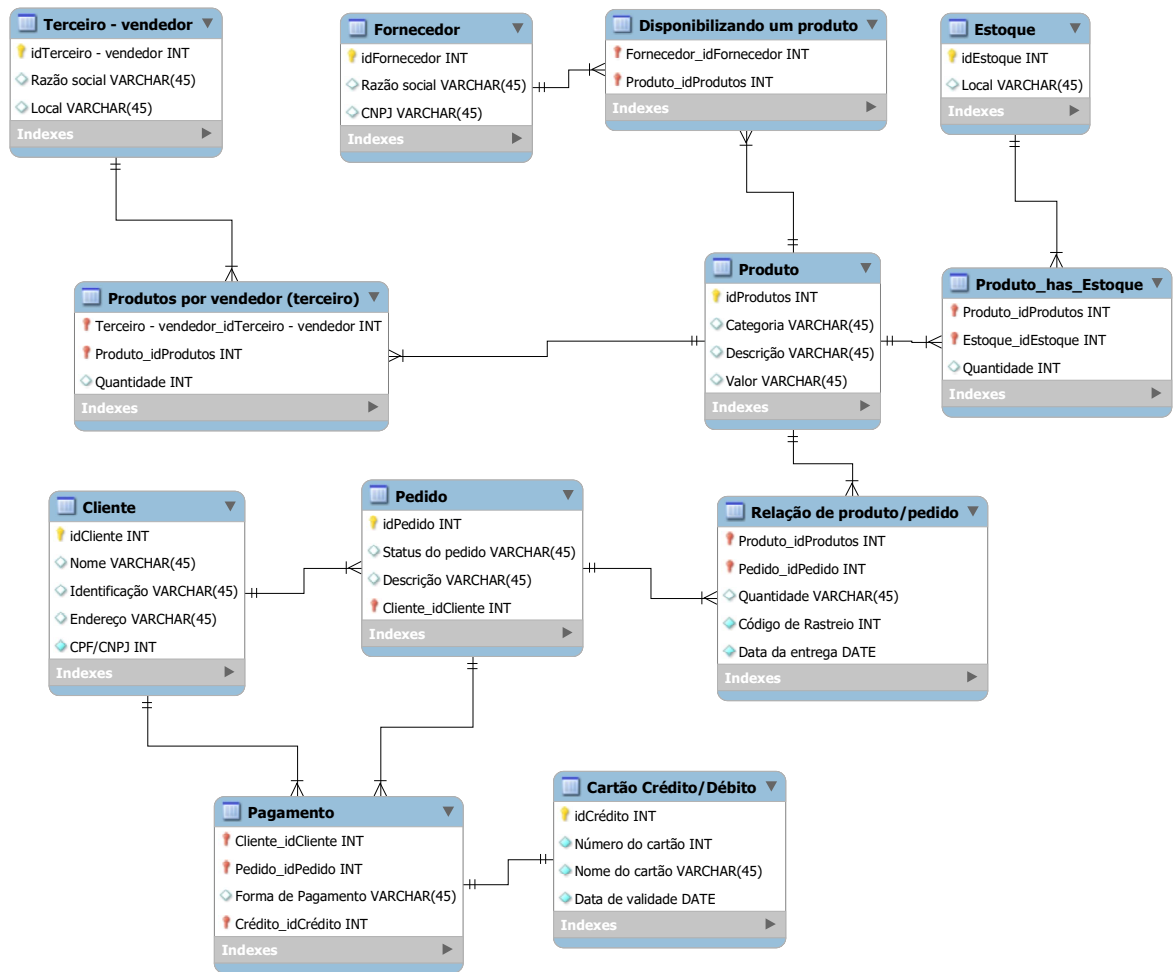 Terceiro - vendedor
idTerceiro - vendedor INT
Razão social VARCHAR(45)
Local VARCHAR(45)
Indexes
Fornecedor
idFornecedor INT
Razão social VARCHAR(45)
CNPJ VARCHAR(45)
Indexes
Disponibilizando um produto
Fornecedor_idFornecedor INT
Produto_idProdutos INT
Indexes
Estoque
idEstoque INT
Local VARCHAR(45)
Indexes
Produtos por vendedor (terceiro)
Terceiro - vendedor_idTerceiro - vendedor INT
Produto_idProdutos INT
Quantidade INT
Indexes
Produto
idProdutos INT
Categoria VARCHAR(45)
Descrição VARCHAR(45)
Valor VARCHAR(45)
Indexes
Produto_has_Estoque
Produto_idProdutos INT
Estoque_idEstoque INT
Quantidade INT
Indexes
Cliente
idCliente INT
Nome VARCHAR(45)
Identificação VARCHAR(45)
Endereço VARCHAR(45)
CPF/CNPJ INT
Indexes
Pedido
idPedido INT
Status do pedido VARCHAR(45)
Descrição VARCHAR(45)
Cliente_idCliente INT
Indexes
Relação de produto/pedido
Produto_idProdutos INT
Pedido_idPedido INT
Quantidade VARCHAR(45)
Código de Rastreio INT
Data da entrega DATE
Indexes
Pagamento
Cliente_idCliente INT
Pedido_idPedido INT
Forma de Pagamento VARCHAR(45)
Crédito_idCrédito INT
Indexes
Cartão Crédito/Débito
idCrédito INT
Número do cartão INT
Nome do cartão VARCHAR(45)
Data de validade DATE
Indexes